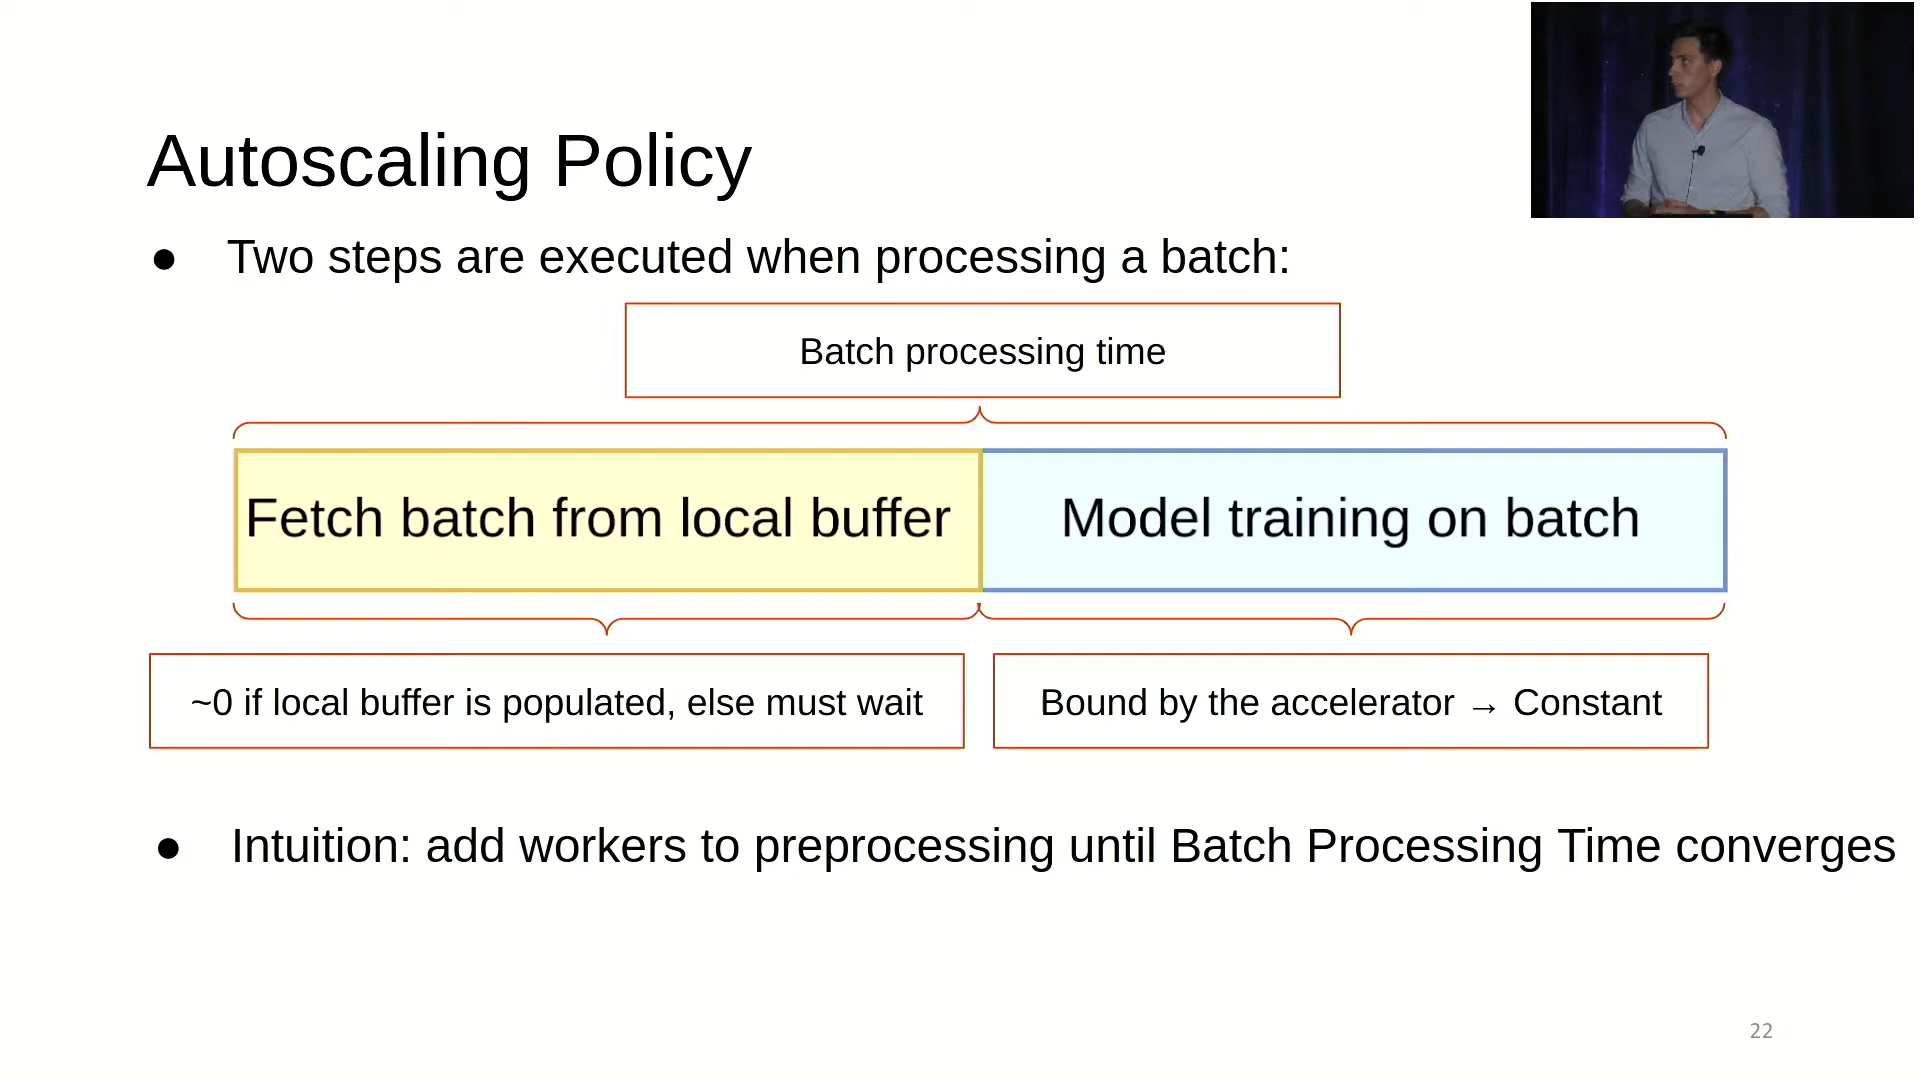 Autoscaling Policy
● Two steps are executed when processing a batch:
Batch processing time
Fetch batch from local buffer
Model training on batch
~0 if local buffer is populated, else must wait
Bound by the accelerator → Constant
● Intuition: add workers to preprocessing until Batch Processing Time converges
22